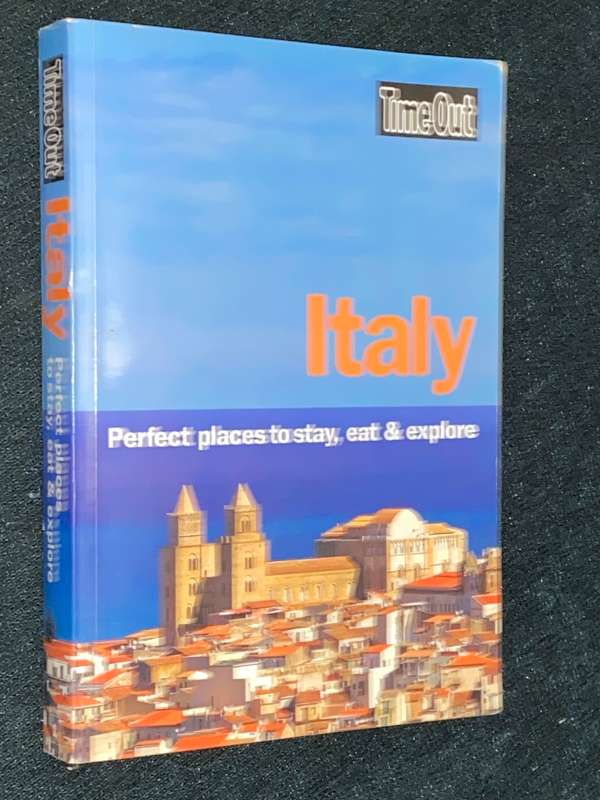 Time Out
Italy
Perfect places to stay, eat & explore
Time Out
Italy
Perfect places
to stay, eat & explore